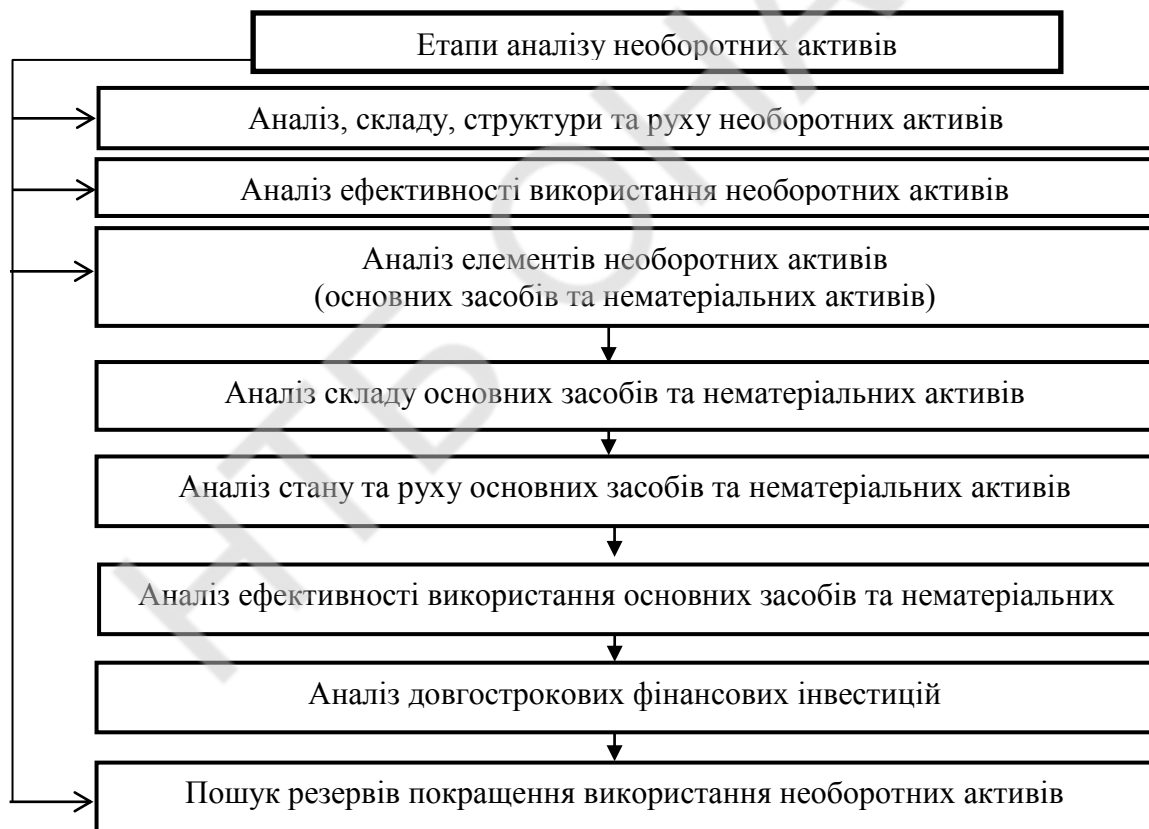 Етапи аналізу необоротних активів
Аналіз, складу, структури та руху необоротних активів
Аналіз ефективності використання необоротних активів
Аналіз елементів необоротних активів
(основних засобів та нематеріальних активів)
Аналіз складу основних засобів та нематеріальних активів
Аналіз стану та руху основних засобів та нематеріальних активів
Аналіз ефективності використання основних засобів та нематеріальних
Аналіз довгострокових фінансових інвестицій
Пошук резервів покращення використання необоротних активів
НТБ ОНА